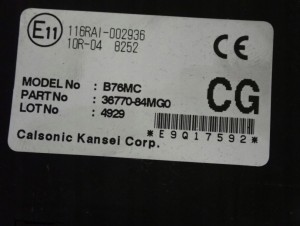 E11 116RAI-002936
10R-04 8252
CE
MODEL No : B76MC
PART No : 36770-84MG0
LOT No : 4929
CG
Calsonic Kansei Corp.
*E9Q17592*